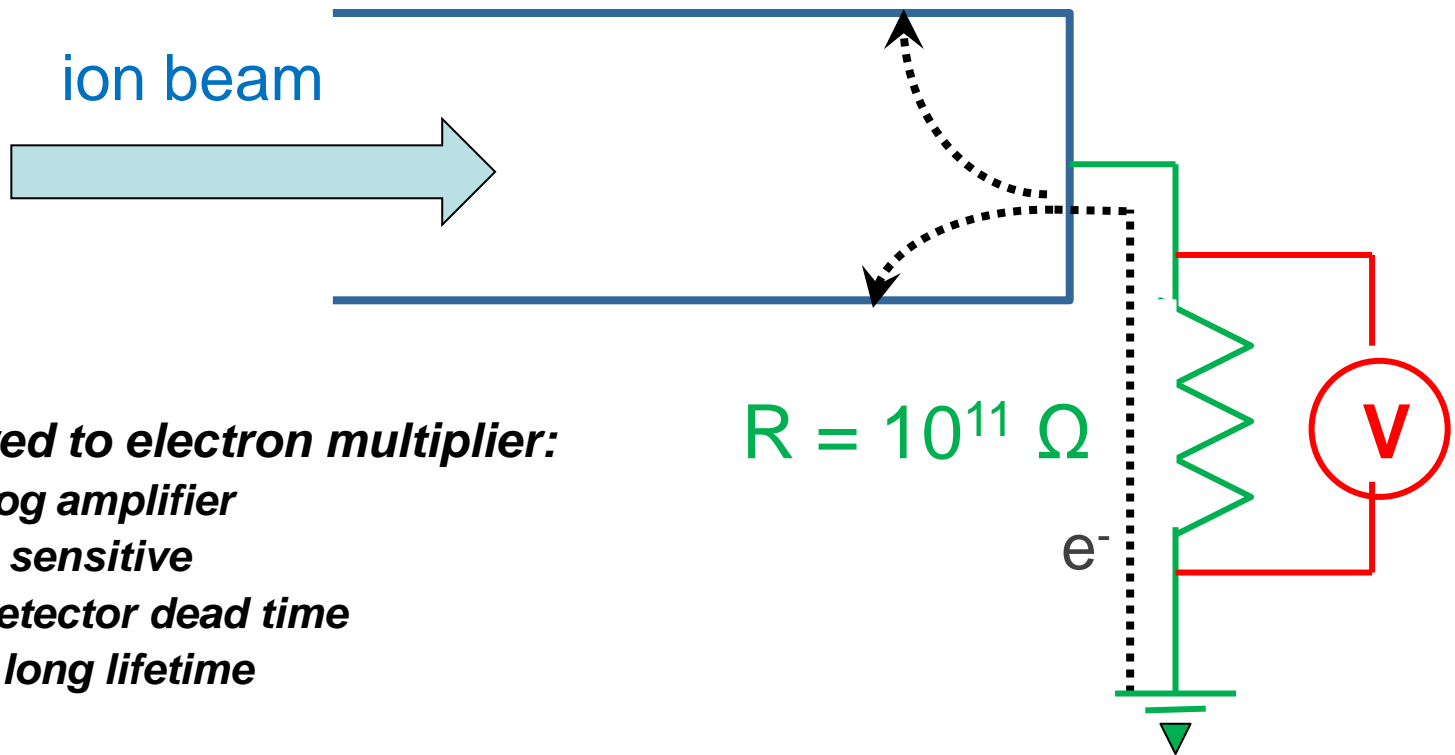 ion beam
ed to electron multiplier:
og amplifier
sensitive
etector dead time
long lifetime
R = 10¹¹ Ω
V
e⁻